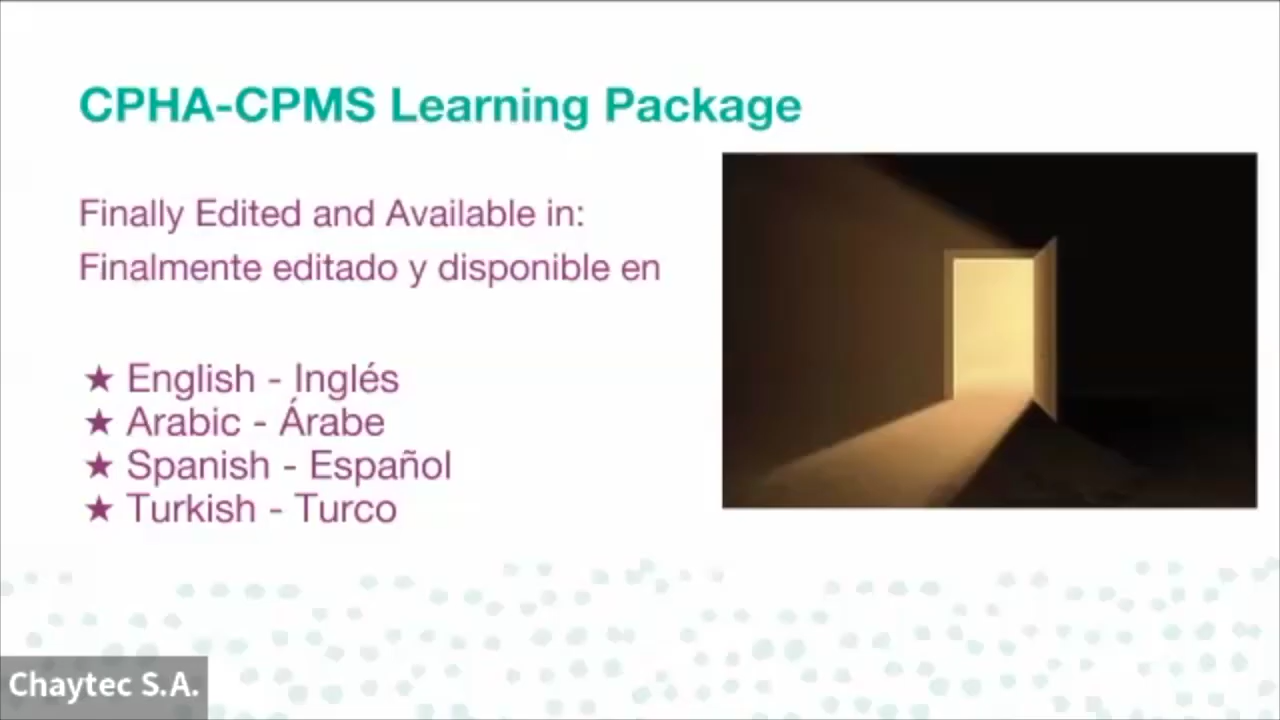 CPHA-CPMS Learning Package
Finally Edited and Available in:
Finalmente editado y disponible en
★ English - Inglés
★ Arabic - Árabe
★ Spanish - Español
★ Turkish - Turco
Chaytec S.A.